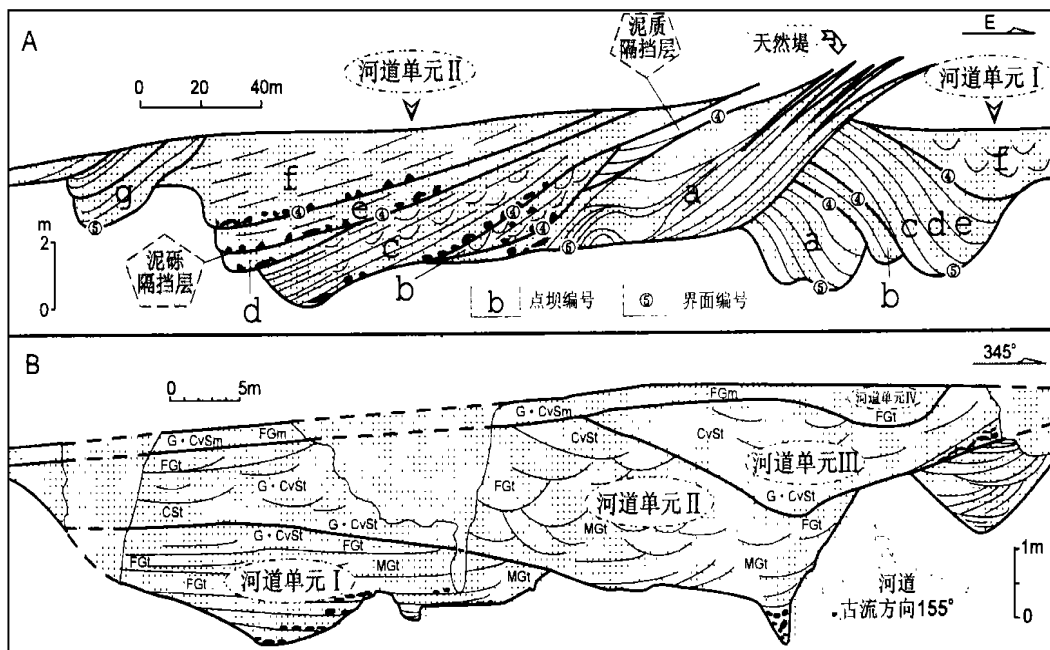 A
泥质
隔挡层
天然堤
E
河道单元II
河道单元I
0 20 40m
④
④
f
g
④
e
④
④
a
④
④
④
f
c
④
a
c d e
⑤
⑥
b
⑤
⑤
m
2
0
泥砾
隔挡层
d
b
b 点坝编号
⑤ 界面编号
B
345°
0 5m
G·CvSm
FGm
FGt
CSt
G·CvSt
G·CvSt
FGt
FGt
FGt
河道单元I
MGt
MGt
G·CvSm
FGm
河道单元IV
FGt
CvSt
CvSt
河道单元III
FGt
河道单元II
G·CvSt
MGt
FGt
MGt
1m
0
河道
古流方向155°